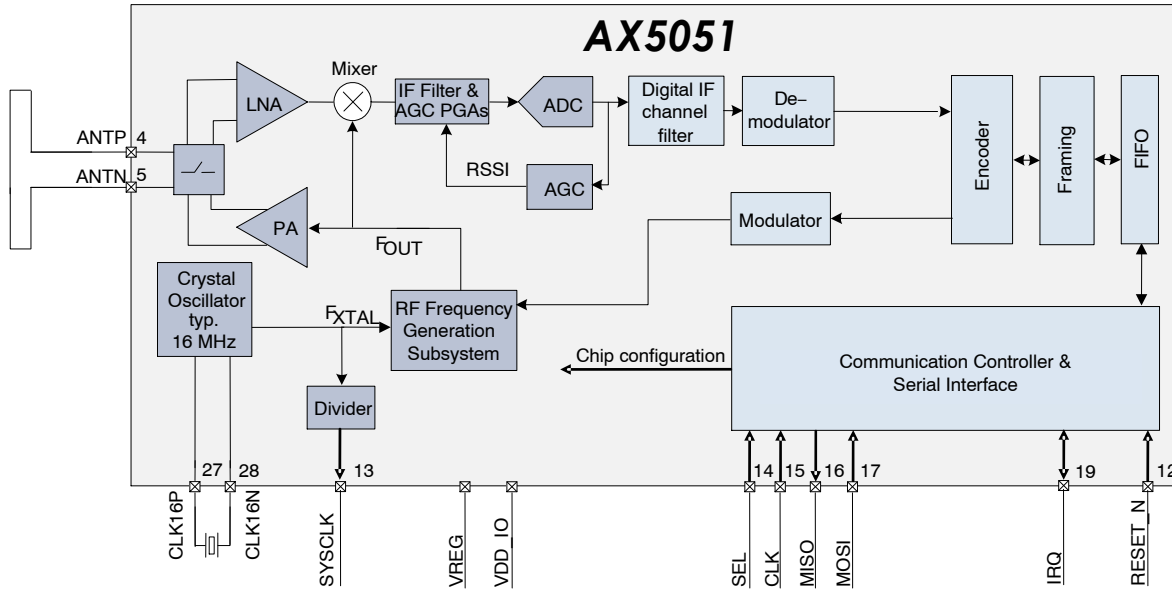 AX5051
Mixer
LNA
IF Filter &
AGC PGAs
ADC
Digital IF
channel
filter
De–
modulator
Encoder
Framing
FIFO
ANTP
4
ANTN
5
RSSI
AGC
PA
FOUT
Modulator
Crystal
Oscillator
typ.
16 MHz
FXTAL
RF Frequency
Generation
Subsystem
Chip configuration
Communication Controller &
Serial Interface
Divider
27
28
13
14
15
16
17
19
12
CLK16P
CLK16N
SYSCLK
VREG
VDD_IO
SEL
CLK
MISO
MOSI
IRQ
RESET_N